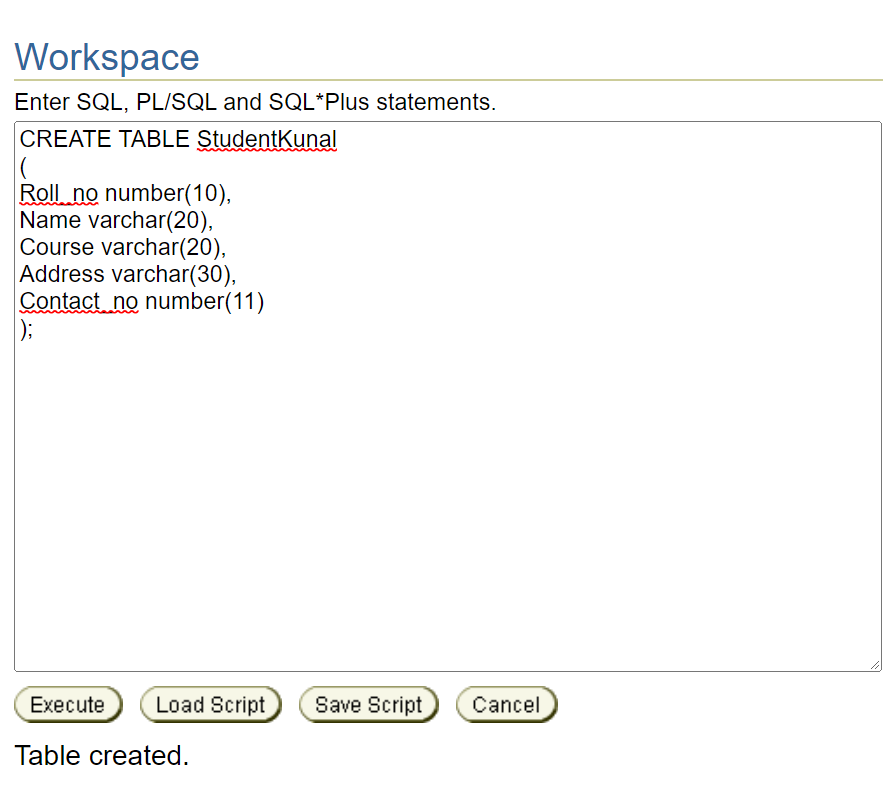 Workspace
Enter SQL, PL/SQL and SQL*Plus statements.
CREATE TABLE StudentKunal
(
Roll_no number(10),
Name varchar(20),
Course varchar(20),
Address varchar(30),
Contact_no number(11)
);
Execute Load Script Save Script Cancel
Table created.